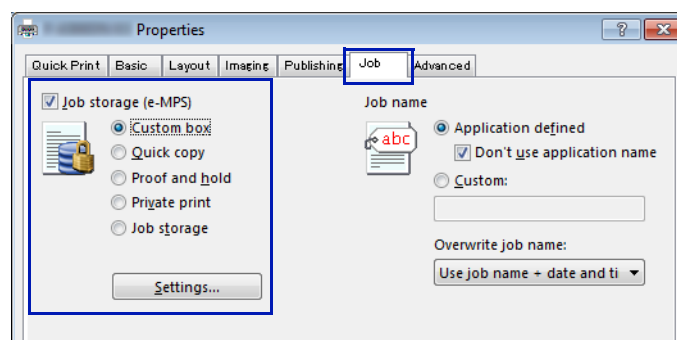 Properties
Quick Print Basic Layout Imaging Publishing Job Advanced
Job storage (e-MPS)
Custom box
Quick copy
Proof and hold
Private print
Job storage
Settings...
Job name
abc
Application defined
Don't use application name
Custom:
Overwrite job name:
Use job name + date and ti